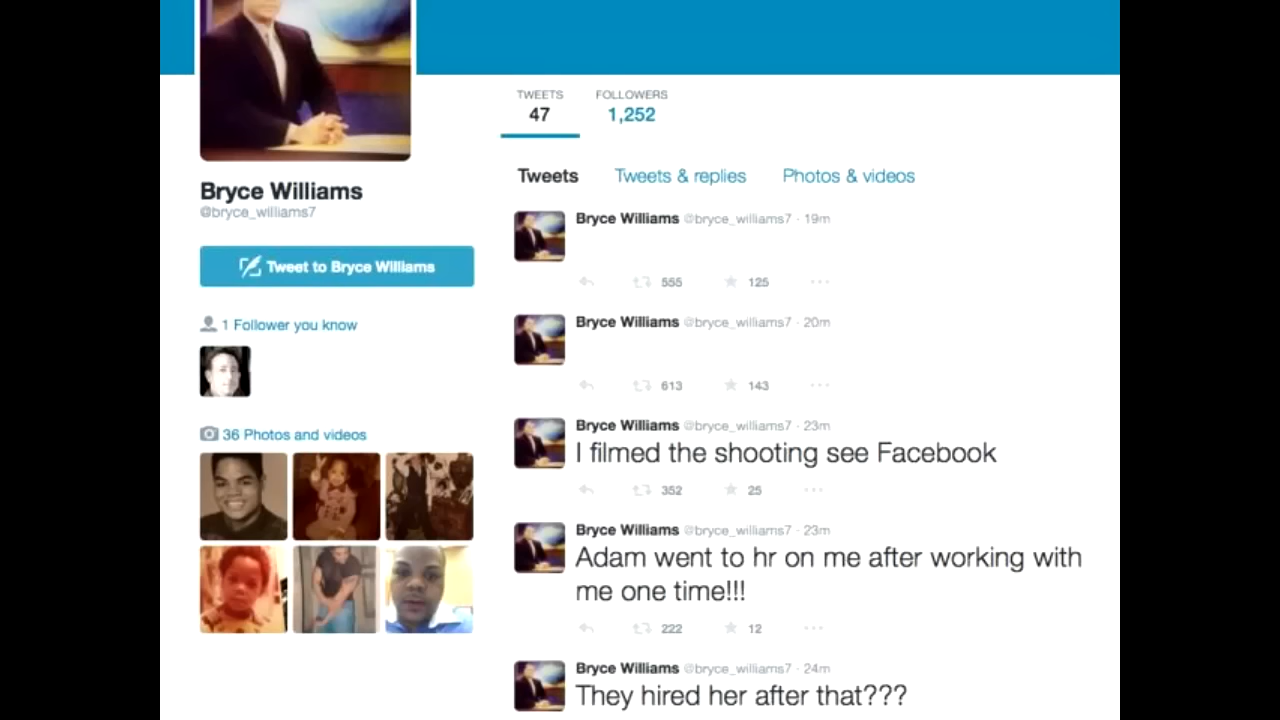 TWEETS FOLLOWERS
47 1,252
Tweets Tweets & replies Photos & videos
Bryce Williams
@bryce_williams7
Tweet to Bryce Williams
1 Follower you know
36 Photos and videos
Bryce Williams @bryce_williams7 · 19m
555 125
Bryce Williams @bryce_williams7 · 20m
613 143
Bryce Williams @bryce_williams7 · 23m
I filmed the shooting see Facebook
352 25
Bryce Williams @bryce_williams7 · 23m
Adam went to hr on me after working with
me one time!!!
222 12
Bryce Williams @bryce_williams7 · 24m
They hired her after that???